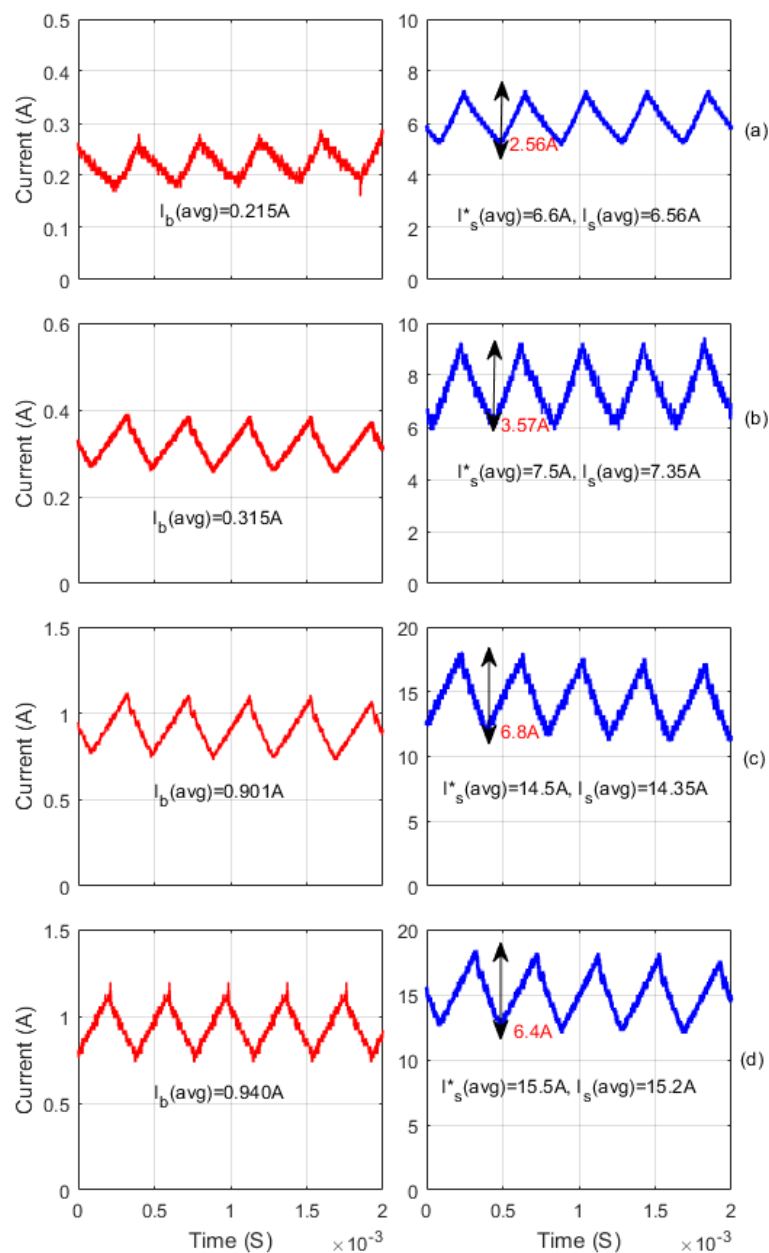 0.5
0.4
0.3
0.2
0.1
0
Current (A)
I_b(avg)=0.215A
10
8
6
4
2
0
2.56A
I*_s(avg)=6.6A, I_s(avg)=6.56A
(a)
0.6
0.4
0.2
0
Current (A)
I_b(avg)=0.315A
10
8
6
4
2
0
3.57A
I*_s(avg)=7.5A, I_s(avg)=7.35A
(b)
1.5
1
0.5
0
Current (A)
I_b(avg)=0.901A
20
15
10
5
0
6.8A
I*_s(avg)=14.5A, I_s(avg)=14.35A
(c)
1.5
1
0.5
0
Current (A)
I_b(avg)=0.940A
0 0.5 1 1.5 2
Time (S) ×10^-3
20
15
10
5
0
6.4A
I*_s(avg)=15.5A, I_s(avg)=15.2A
(d)
0 0.5 1 1.5 2
Time (S) ×10^-3